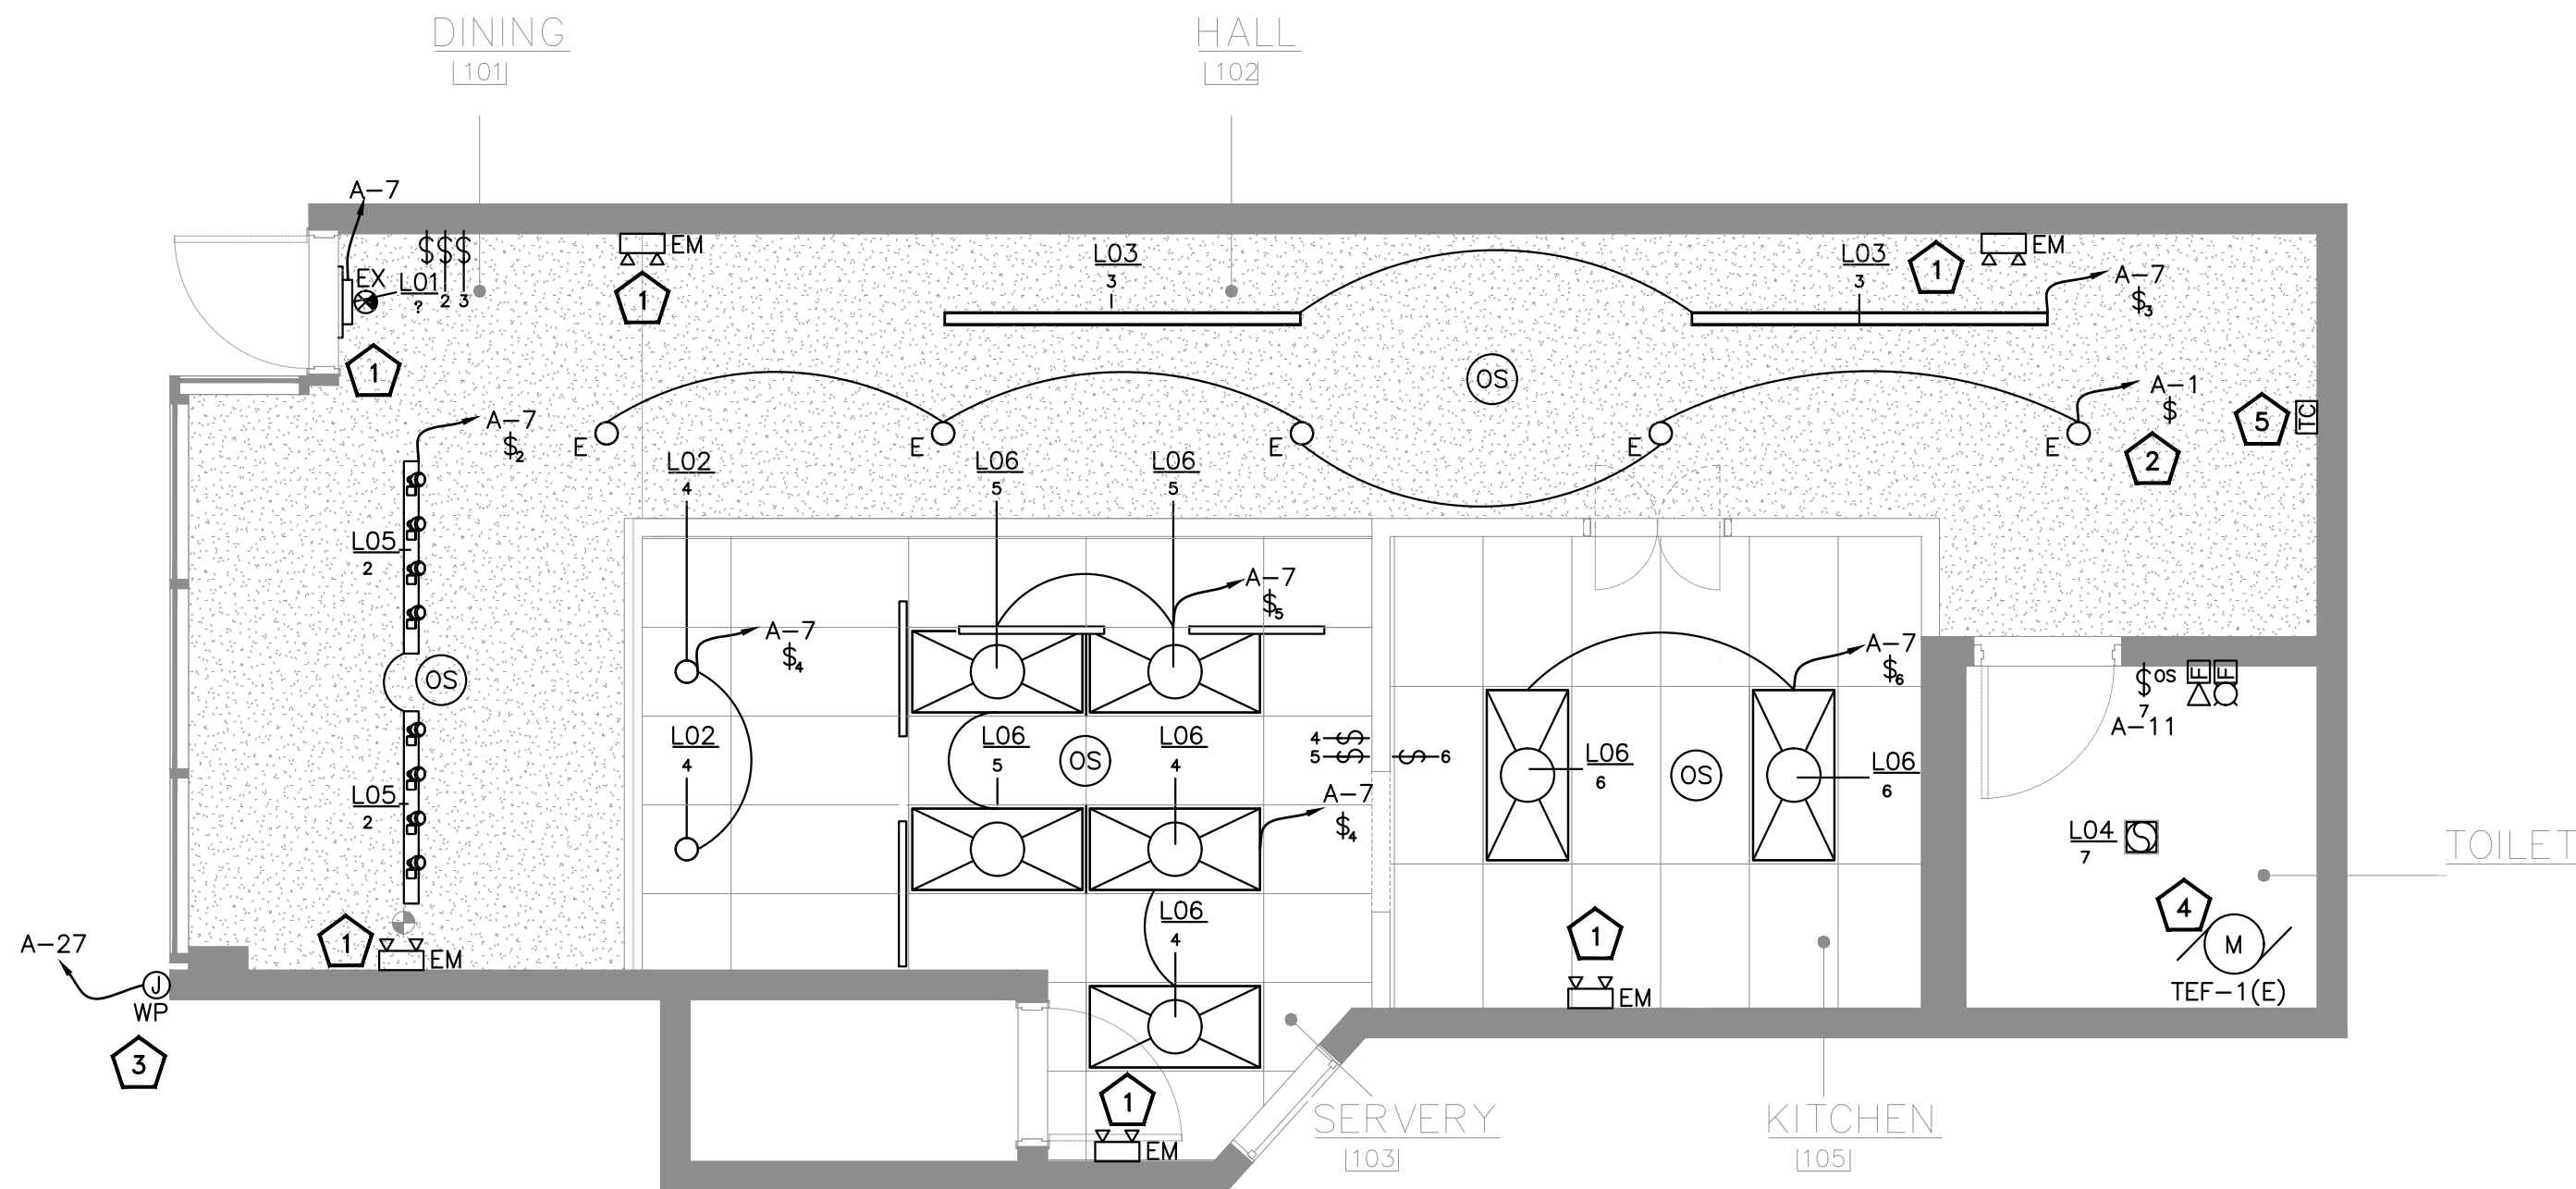 DINING
101
HALL
102
A-7
$ $ $
2 3
EX
L01
?
1
EM
1
L03
3
L03
3
1
EM
A-7
$3
OS
A-1
$
5
TC
2
E
E
E
E
E
A-7
$2
L02
4
L06
5
L06
5
L05
2
OS
L05
2
A-7
$4
A-7
$5
L02
4
L06
5
OS
L06
4
4 $
5 $
$ 6
A-7
$4
A-7
$6
L06
6
OS
L06
6
$OS
7
A-11
F
F
L04
7
TOILET
4
M
TEF-1(E)
L06
4
1
EM
1
EM
A-27
J
WP
3
1
EM
SERVERY
103
KITCHEN
105